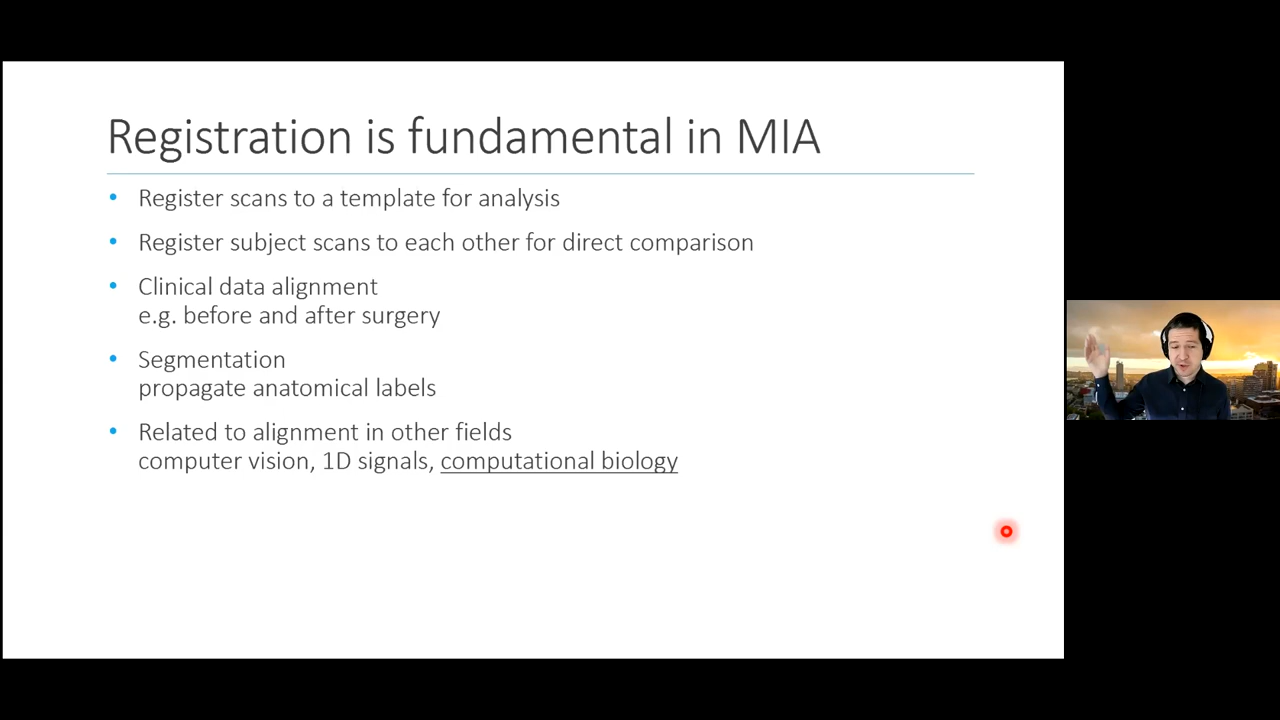 Registration is fundamental in MIA
• Register scans to a template for analysis
• Register subject scans to each other for direct comparison
• Clinical data alignment
e.g. before and after surgery
• Segmentation
propagate anatomical labels
• Related to alignment in other fields
computer vision, 1D signals, computational biology